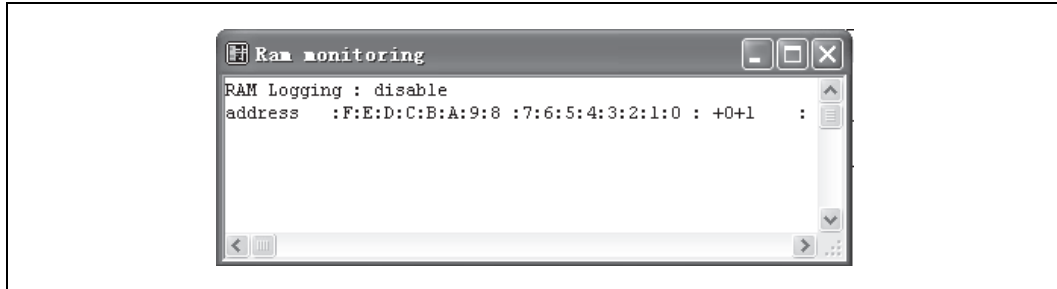 Ram monitoring
RAM Logging : disable
address   :F:E:D:C:B:A:9:8 :7:6:5:4:3:2:1:0 : +0+1    :